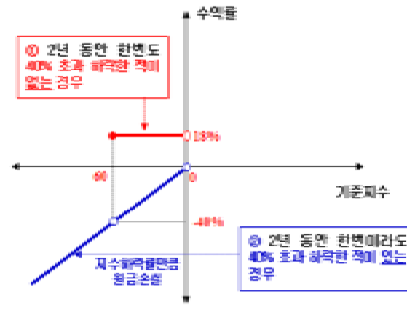 수익률
① 2년 동안 한번도
40% 초과 하락한 적이
없는 경우
18%
-40
0
기준지수
-40%
② 2년 동안 한번이라도
40% 초과 하락한 적이 있는
경우
지수하락률만큼
원금손실